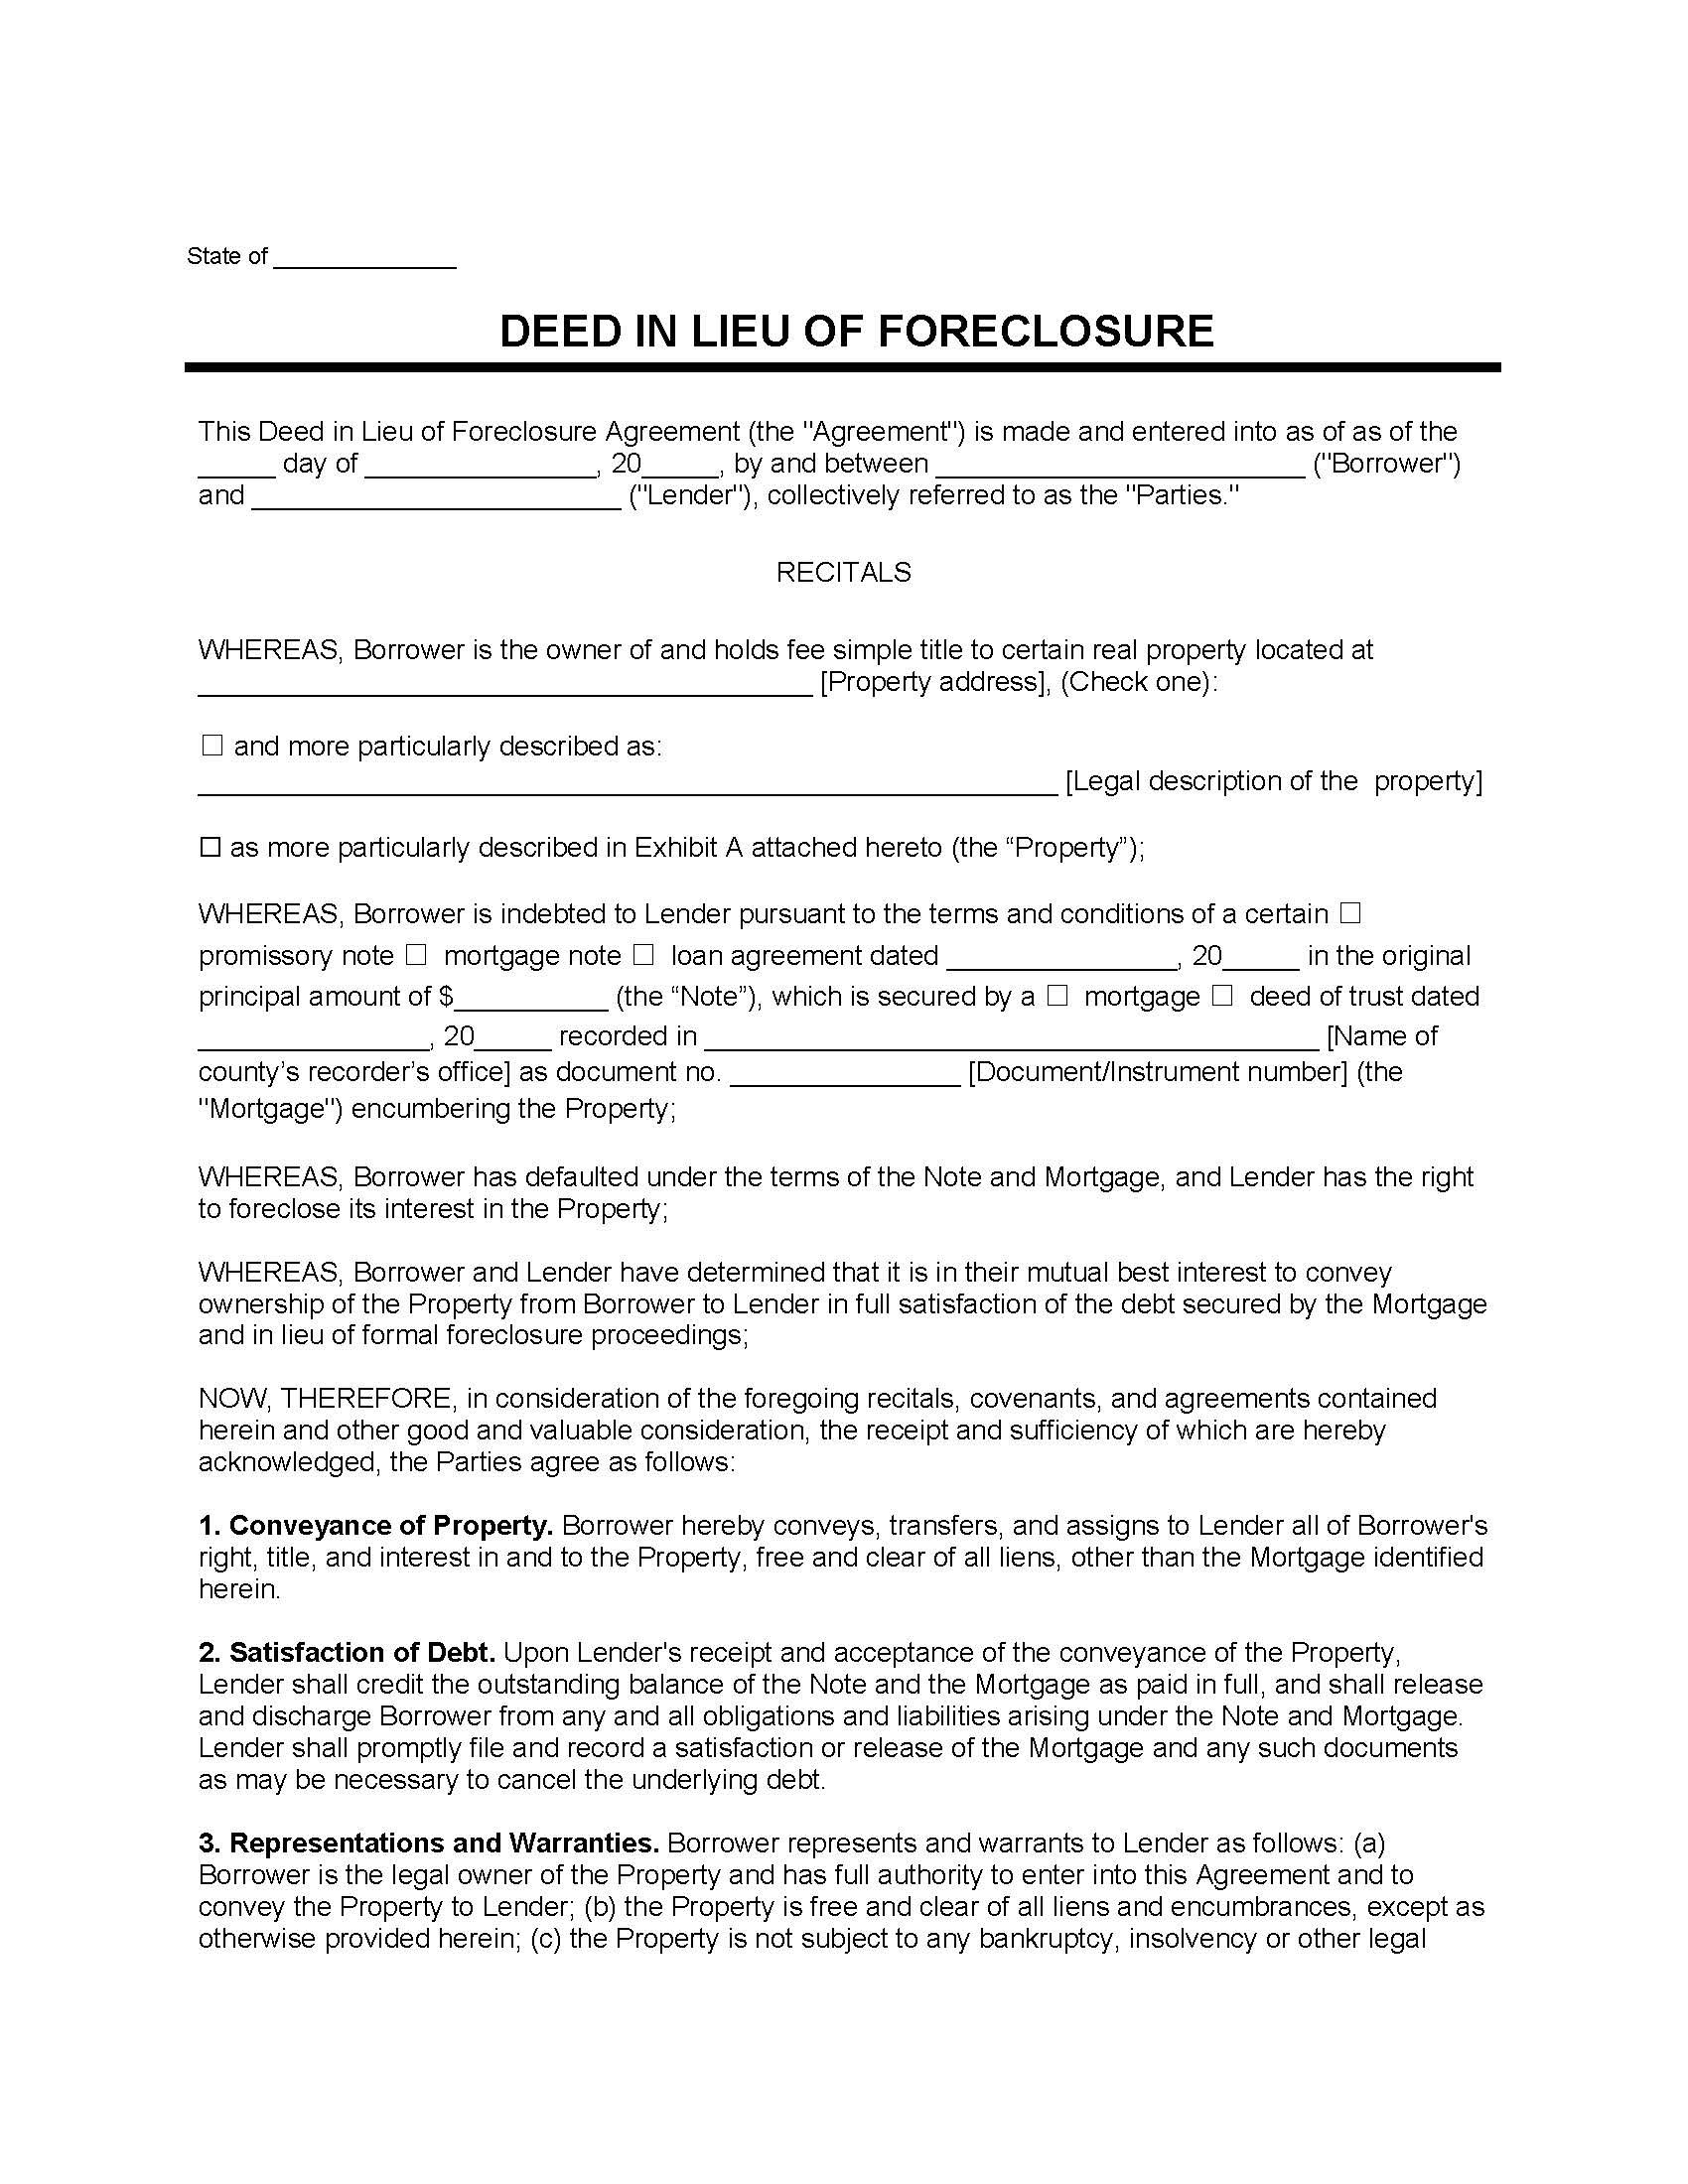 State of ______________
DEED IN LIEU OF FORECLOSURE
This Deed in Lieu of Foreclosure Agreement (the "Agreement") is made and entered into as of as of the
_____ day of _______________, 20_____, by and between ________________________ ("Borrower")
and ________________________ ("Lender"), collectively referred to as the "Parties."
RECITALS
WHEREAS, Borrower is the owner of and holds fee simple title to certain real property located at
________________________________________ [Property address], (Check one):
☐ and more particularly described as:
________________________________________________________ [Legal description of the property]
☐ as more particularly described in Exhibit A attached hereto (the “Property”);
WHEREAS, Borrower is indebted to Lender pursuant to the terms and conditions of a certain ☐
promissory note ☐ mortgage note ☐ loan agreement dated _______________, 20_____ in the original
principal amount of $__________ (the “Note”), which is secured by a ☐ mortgage ☐ deed of trust dated
_______________, 20_____ recorded in ________________________________________ [Name of
county’s recorder’s office] as document no. _______________ [Document/Instrument number] (the
"Mortgage") encumbering the Property;
WHEREAS, Borrower has defaulted under the terms of the Note and Mortgage, and Lender has the right
to foreclose its interest in the Property;
WHEREAS, Borrower and Lender have determined that it is in their mutual best interest to convey
ownership of the Property from Borrower to Lender in full satisfaction of the debt secured by the Mortgage
and in lieu of formal foreclosure proceedings;
NOW, THEREFORE, in consideration of the foregoing recitals, covenants, and agreements contained
herein and other good and valuable consideration, the receipt and sufficiency of which are hereby
acknowledged, the Parties agree as follows:
1. Conveyance of Property. Borrower hereby conveys, transfers, and assigns to Lender all of Borrower's
right, title, and interest in and to the Property, free and clear of all liens, other than the Mortgage identified
herein.
2. Satisfaction of Debt. Upon Lender's receipt and acceptance of the conveyance of the Property,
Lender shall credit the outstanding balance of the Note and the Mortgage as paid in full, and shall release
and discharge Borrower from any and all obligations and liabilities arising under the Note and Mortgage.
Lender shall promptly file and record a satisfaction or release of the Mortgage and any such documents
as may be necessary to cancel the underlying debt.
3. Representations and Warranties. Borrower represents and warrants to Lender as follows: (a)
Borrower is the legal owner of the Property and has full authority to enter into this Agreement and to
convey the Property to Lender; (b) the Property is free and clear of all liens and encumbrances, except as
otherwise provided herein; (c) the Property is not subject to any bankruptcy, insolvency or other legal